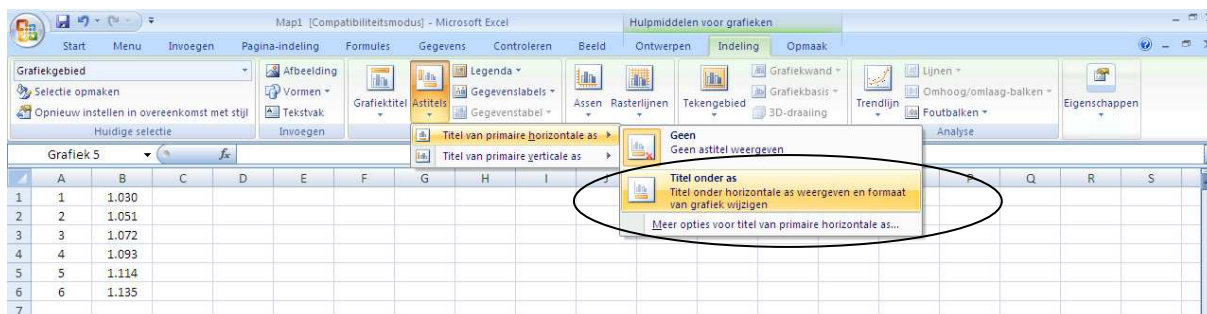 Map1 [Compatibiliteitsmodus] - Microsoft Excel
Hulpmiddelen voor grafieken
Start Menu Invoegen Pagina-indeling Formules Gegevens Controleren Beeld Ontwerpen Indeling Opmaak
Grafiekgebied
Selectie opmaken
Opnieuw instellen in overeenkomst met stijl
Huidige selectie
Afbeelding
Vormen
Tekstvak
Invoegen
Grafiektitel
Astitels
Legenda
Gegevenslabels
Gegevenstabel
Assen
Rasterlijnen
Tekengebied
Grafiekwand
Grafiekbasis
3D-draaiing
Trendlijn
Lijnen
Omhoog/omlaag-balken
Foutbalken
Analyse
Eigenschappen
Titel van primaire horizontale as
Titel van primaire verticale as
Geen
Geen astitel weergeven
Titel onder as
Titel onder horizontale as weergeven en formaat
van grafiek wijzigen
Meer opties voor titel van primaire horizontale as...
Grafiek 5
fx
A B C D E F G H I J P Q R S
1 1 1.030
2 2 1.051
3 3 1.072
4 4 1.093
5 5 1.114
6 6 1.135
7